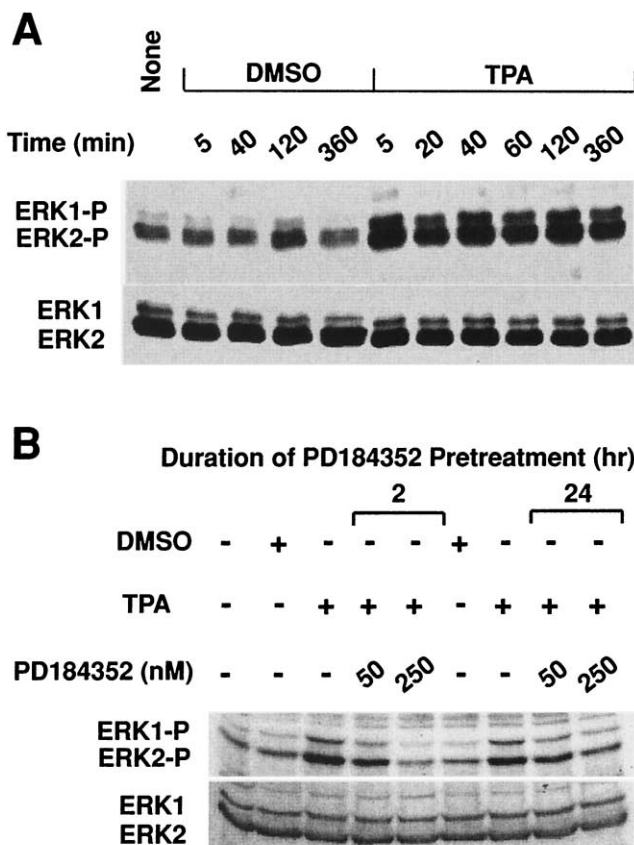 A
None
DMSO TPA
Time (min) 5 40 120 360 5 20 40 60 120 360
ERK1-P
ERK2-P
ERK1
ERK2
B
Duration of PD184352 Pretreatment (hr)
2 24
DMSO - + - - - + - - -
TPA - - + + + - + + +
PD184352 (nM) - - - 50 250 - - 50 250
ERK1-P
ERK2-P
ERK1
ERK2